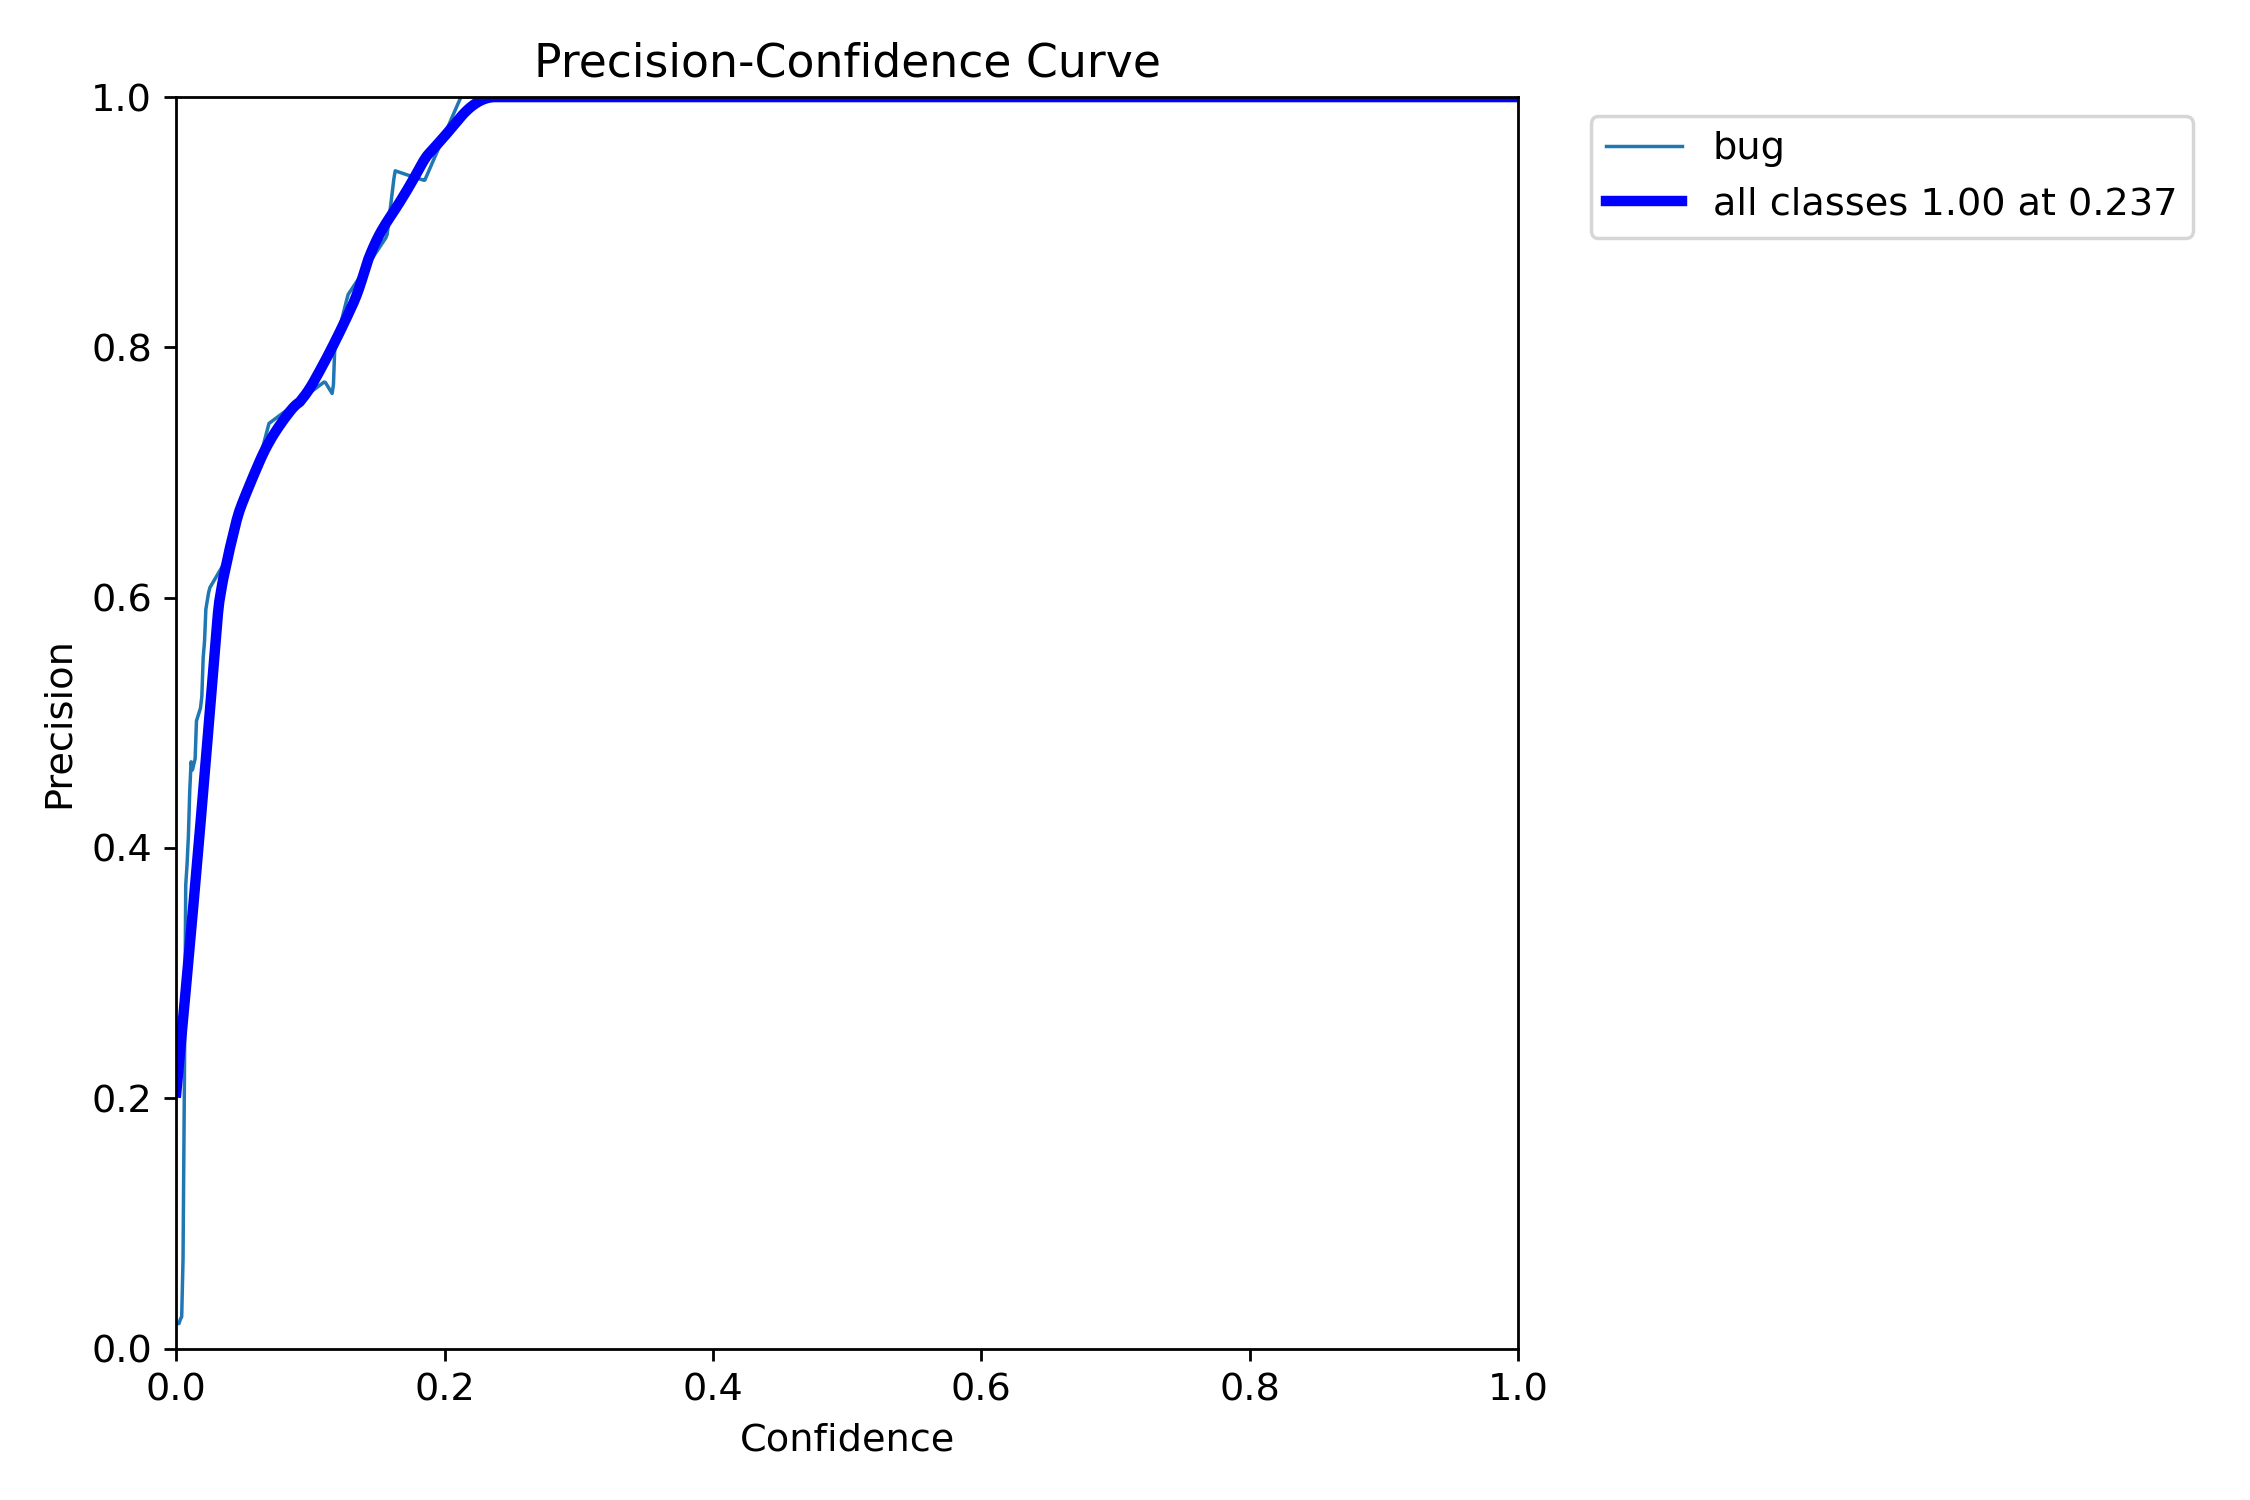 Precision-Confidence Curve
bug
all classes 1.00 at 0.237
Precision
1.0
0.8
0.6
0.4
0.2
0.0
0.0 0.2 0.4 0.6 0.8 1.0
Confidence